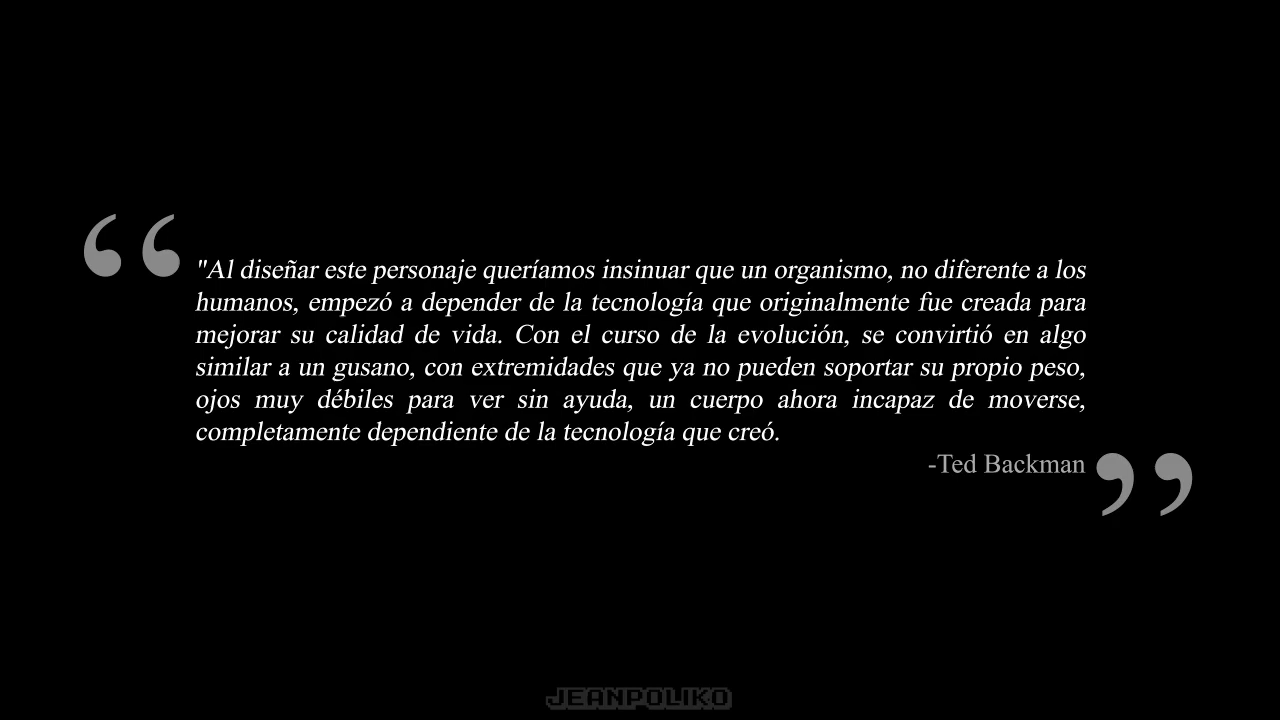 “
"Al diseñar este personaje queríamos insinuar que un organismo, no diferente a los
humanos, empezó a depender de la tecnología que originalmente fue creada para
mejorar su calidad de vida. Con el curso de la evolución, se convirtió en algo
similar a un gusano, con extremidades que ya no pueden soportar su propio peso,
ojos muy débiles para ver sin ayuda, un cuerpo ahora incapaz de moverse,
completamente dependiente de la tecnología que creó.
-Ted Backman
”
JEANPOLIKO